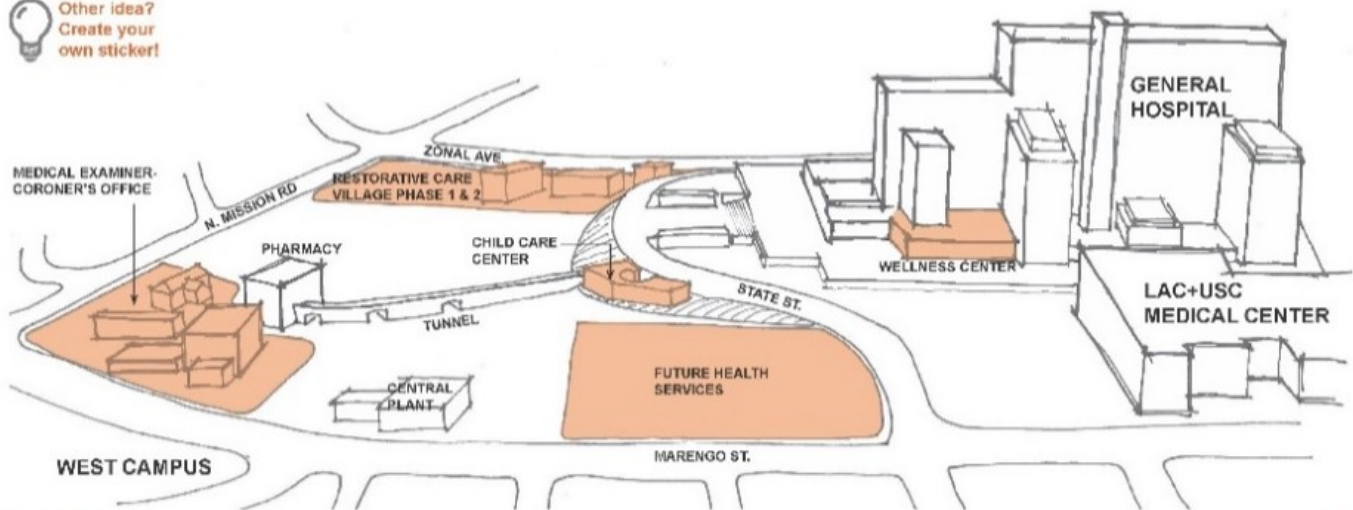 Other idea?
Create your
own sticker!
GENERAL
HOSPITAL
ZONAL AVE
MEDICAL EXAMINER-
CORONER'S OFFICE
RESTORATIVE CARE
VILLAGE PHASE 1 & 2
N. MISSION RD
PHARMACY
CHILD CARE
CENTER
WELLNESS CENTER
STATE ST.
LAC+USC
MEDICAL CENTER
TUNNEL
FUTURE HEALTH
SERVICES
CENTRAL
PLANT
MARENGO ST.
WEST CAMPUS